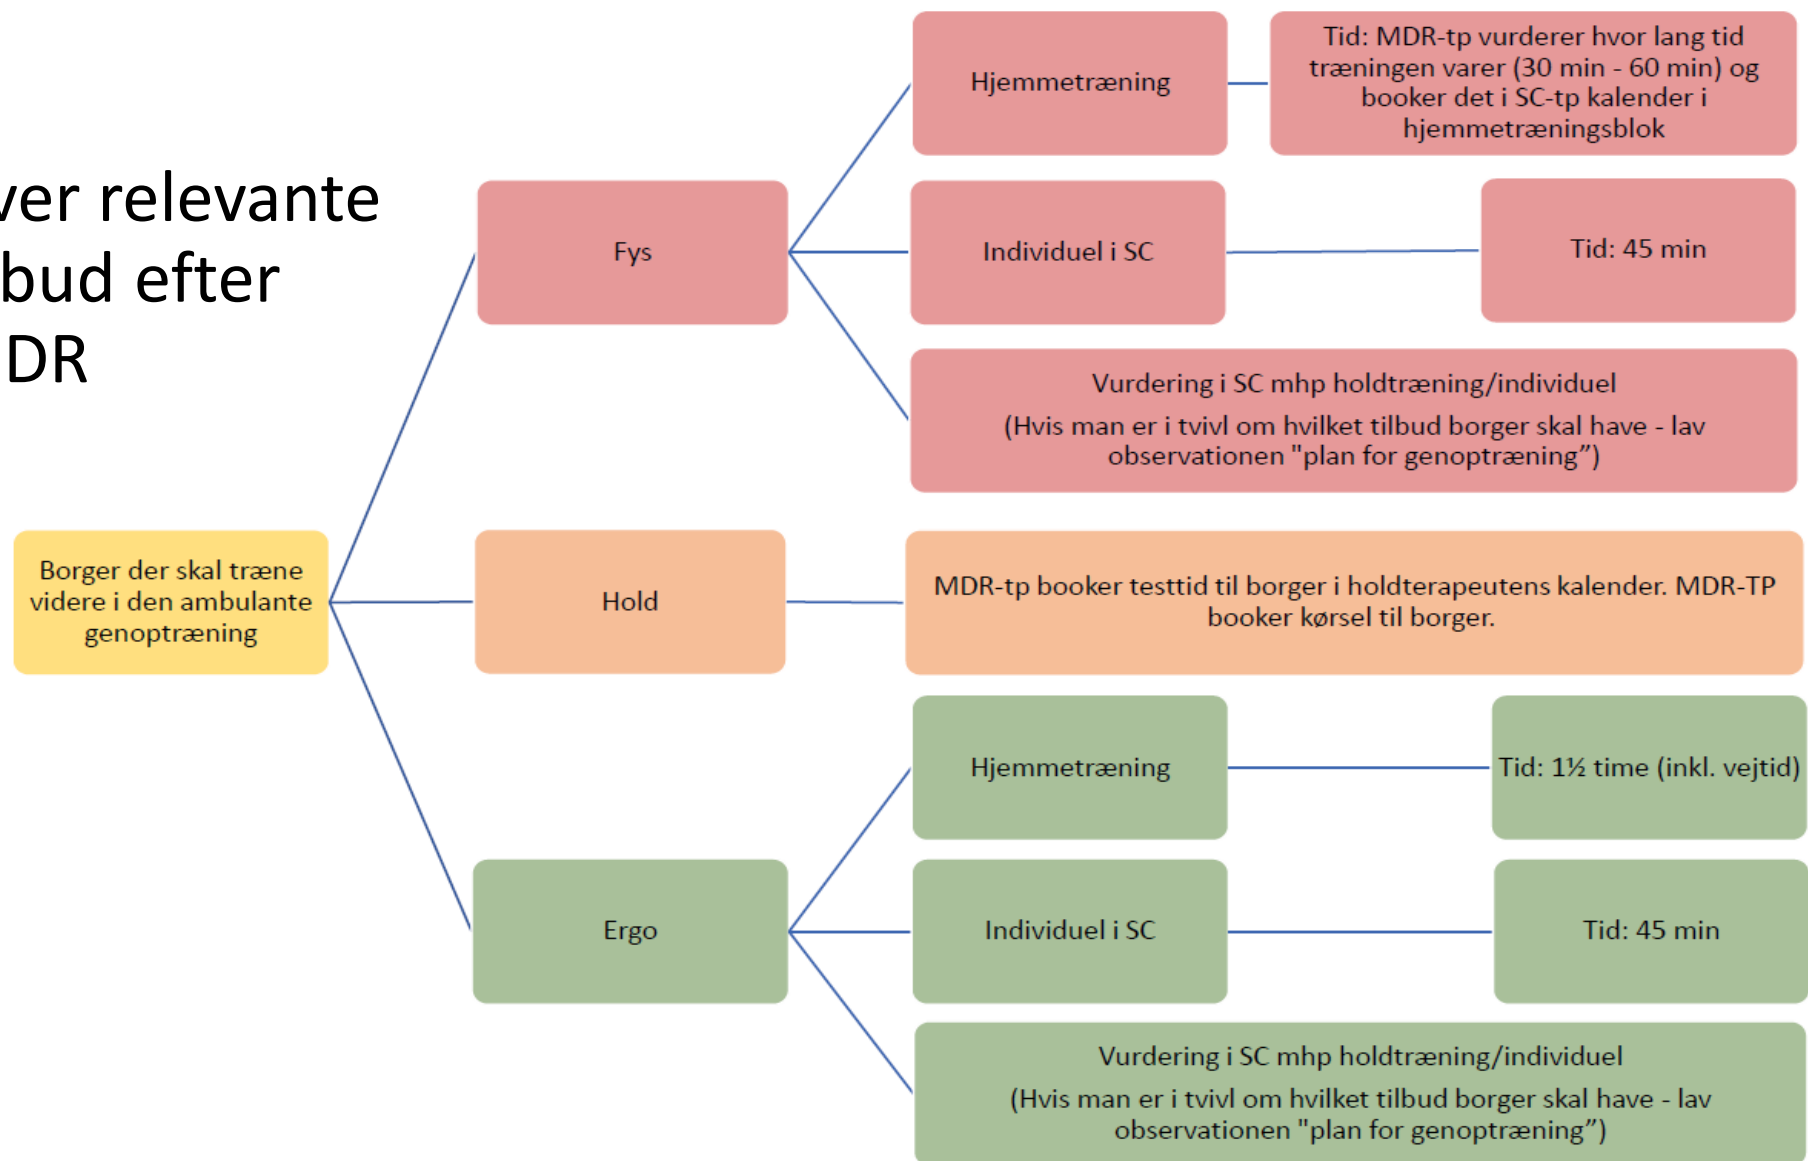 ver relevante
bud efter
DR
Hjemmetræning
Tid: MDR-tp vurderer hvor lang tid
træningen varer (30 min - 60 min) og
booker det i SC-tp kalender i
hjemmetræningsblok
Fys
Individuel i SC
Tid: 45 min
Vurdering i SC mhp holdtræning/individuel
(Hvis man er i tvivl om hvilket tilbud borger skal have - lav
observationen "plan for genoptræning”)
Borger der skal træne
videre i den ambulante
genoptræning
Hold
MDR-tp booker testtid til borger i holdterapeutens kalender. MDR-TP
booker kørsel til borger.
Hjemmetræning
Tid: 1½ time (inkl. vejtid)
Ergo
Individuel i SC
Tid: 45 min
Vurdering i SC mhp holdtræning/individuel
(Hvis man er i tvivl om hvilket tilbud borger skal have - lav
observationen "plan for genoptræning”)